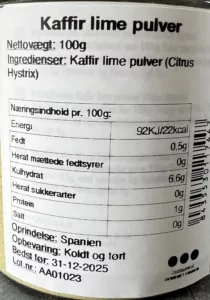 Kaffir lime pulver
Nettovægt: 100g
Ingredienser: Kaffir lime pulver (Citrus
Hystrix)
Næringsindhold pr. 100g:
Energi 92KJ/22kcal
Fedt 0,5g
Heraf mættede fedtsyrer 0g
Kulhydrat 6,6g
Heraf sukkerarter 0g
Protein 1g
Salt 0g
Oprindelse: Spanien
Opbevaring: Koldt og tørt
Bedst før: 31-12-2025
Lot.nr.: AA01023